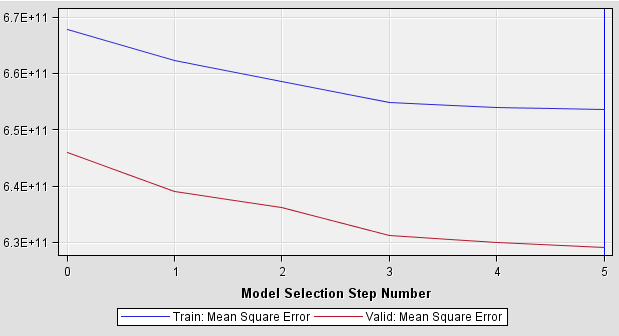 6.7E+11
6.6E+11
6.5E+11
6.4E+11
6.3E+11
0 1 2 3 4 5
Model Selection Step Number
Train: Mean Square Error Valid: Mean Square Error